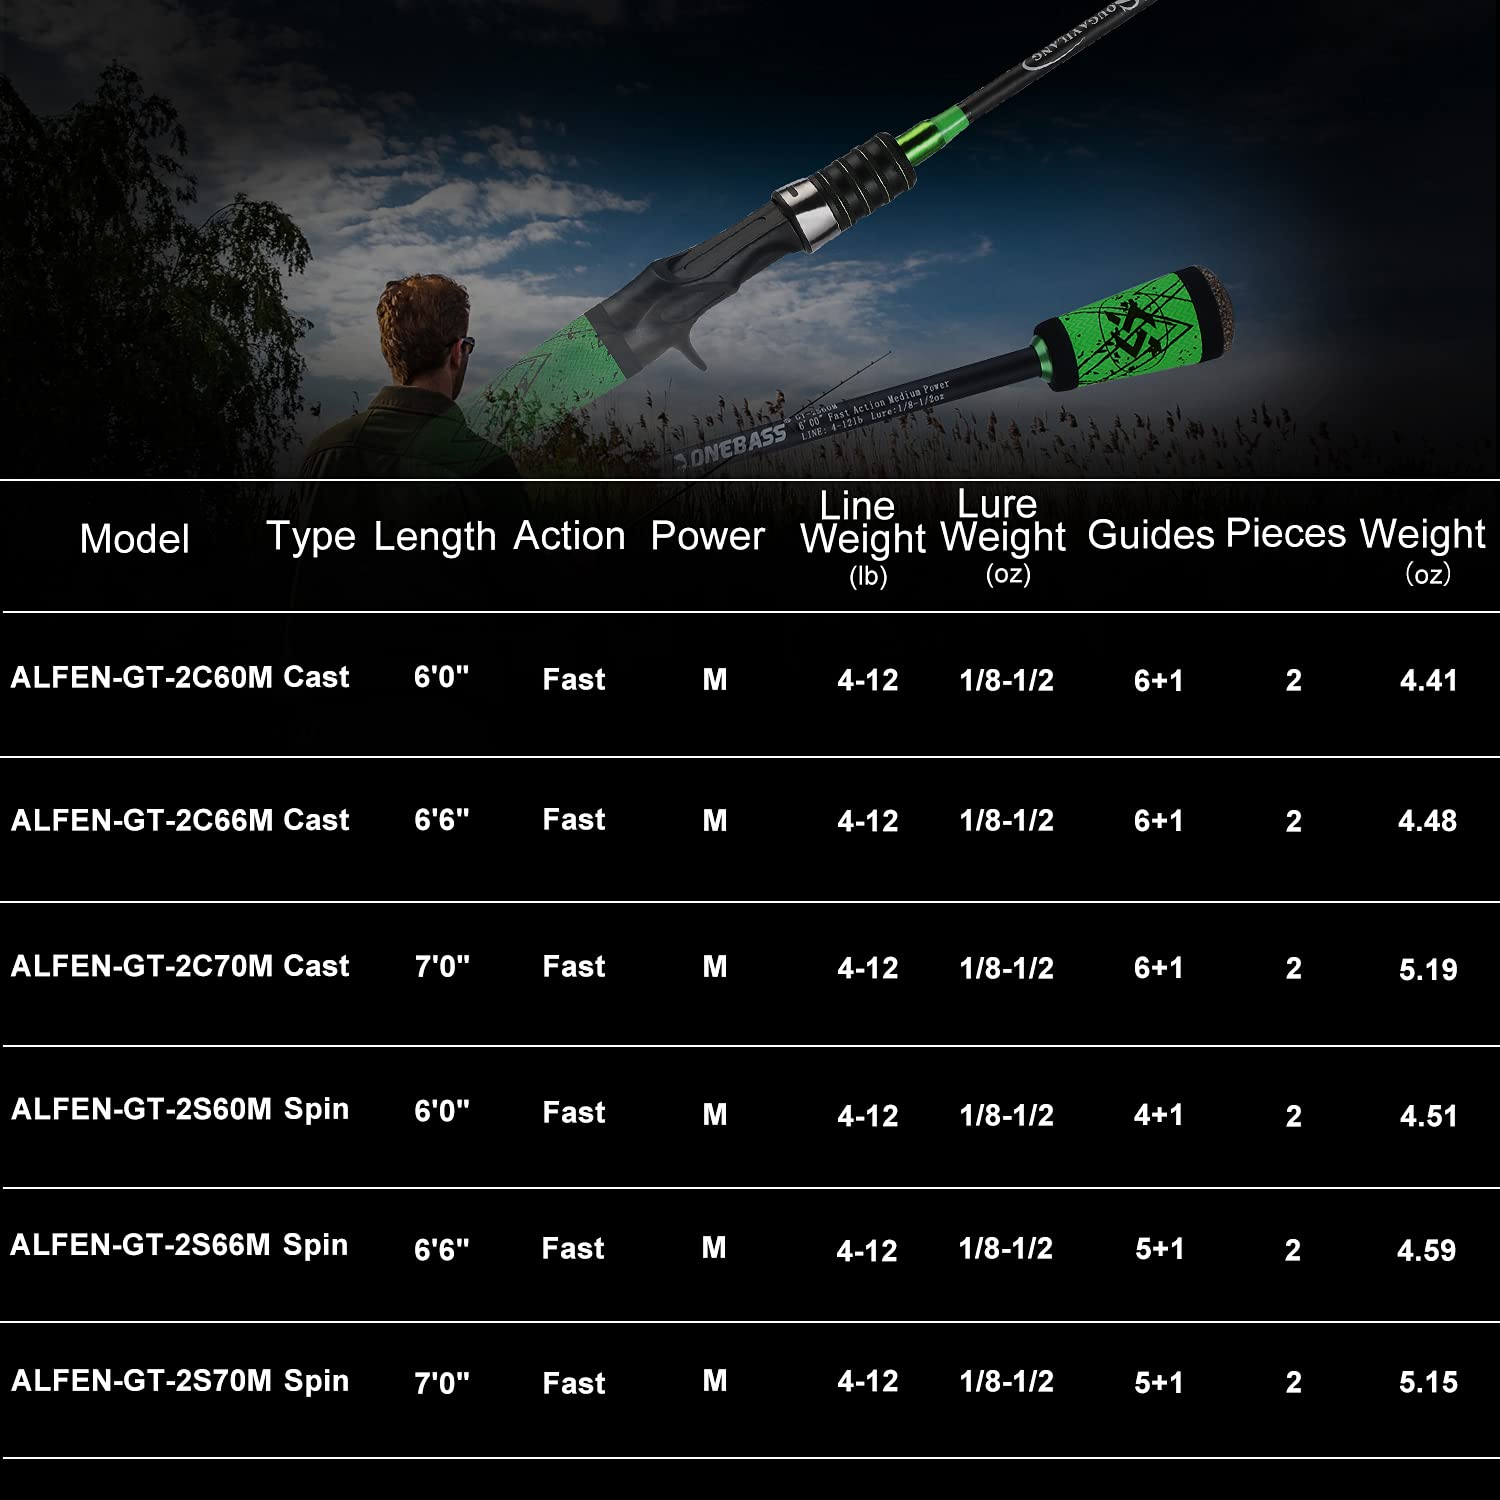 SOUGAYILANG
ONEBASS
GT-2S60M
6'00" Fast Action Medium Power
LINE: 4-12lb Lure:1/8-1/2oz
Model Type Length Action Power Line Weight (lb) Lure Weight (oz) Guides Pieces Weight (oz)
ALFEN-GT-2C60M Cast 6'0" Fast M 4-12 1/8-1/2 6+1 2 4.41
ALFEN-GT-2C66M Cast 6'6" Fast M 4-12 1/8-1/2 6+1 2 4.48
ALFEN-GT-2C70M Cast 7'0" Fast M 4-12 1/8-1/2 6+1 2 5.19
ALFEN-GT-2S60M Spin 6'0" Fast M 4-12 1/8-1/2 4+1 2 4.51
ALFEN-GT-2S66M Spin 6'6" Fast M 4-12 1/8-1/2 5+1 2 4.59
ALFEN-GT-2S70M Spin 7'0" Fast M 4-12 1/8-1/2 5+1 2 5.15